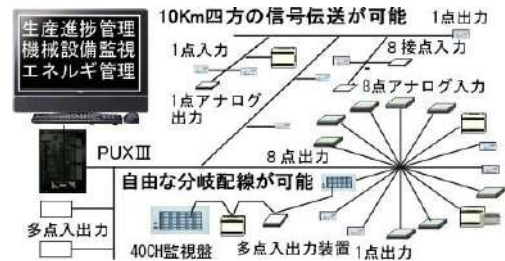 生産進捗管理
機械設備監視
エネルギ管理
10Km四方の信号伝送が可能
1点出力
1点入力
8接点入力
1点アナログ
出力
8点アナログ入力
PUXⅢ
8点出力
自由な分岐配線が可能
多点入出力
40CH監視盤
多点入出力装置
1点出力